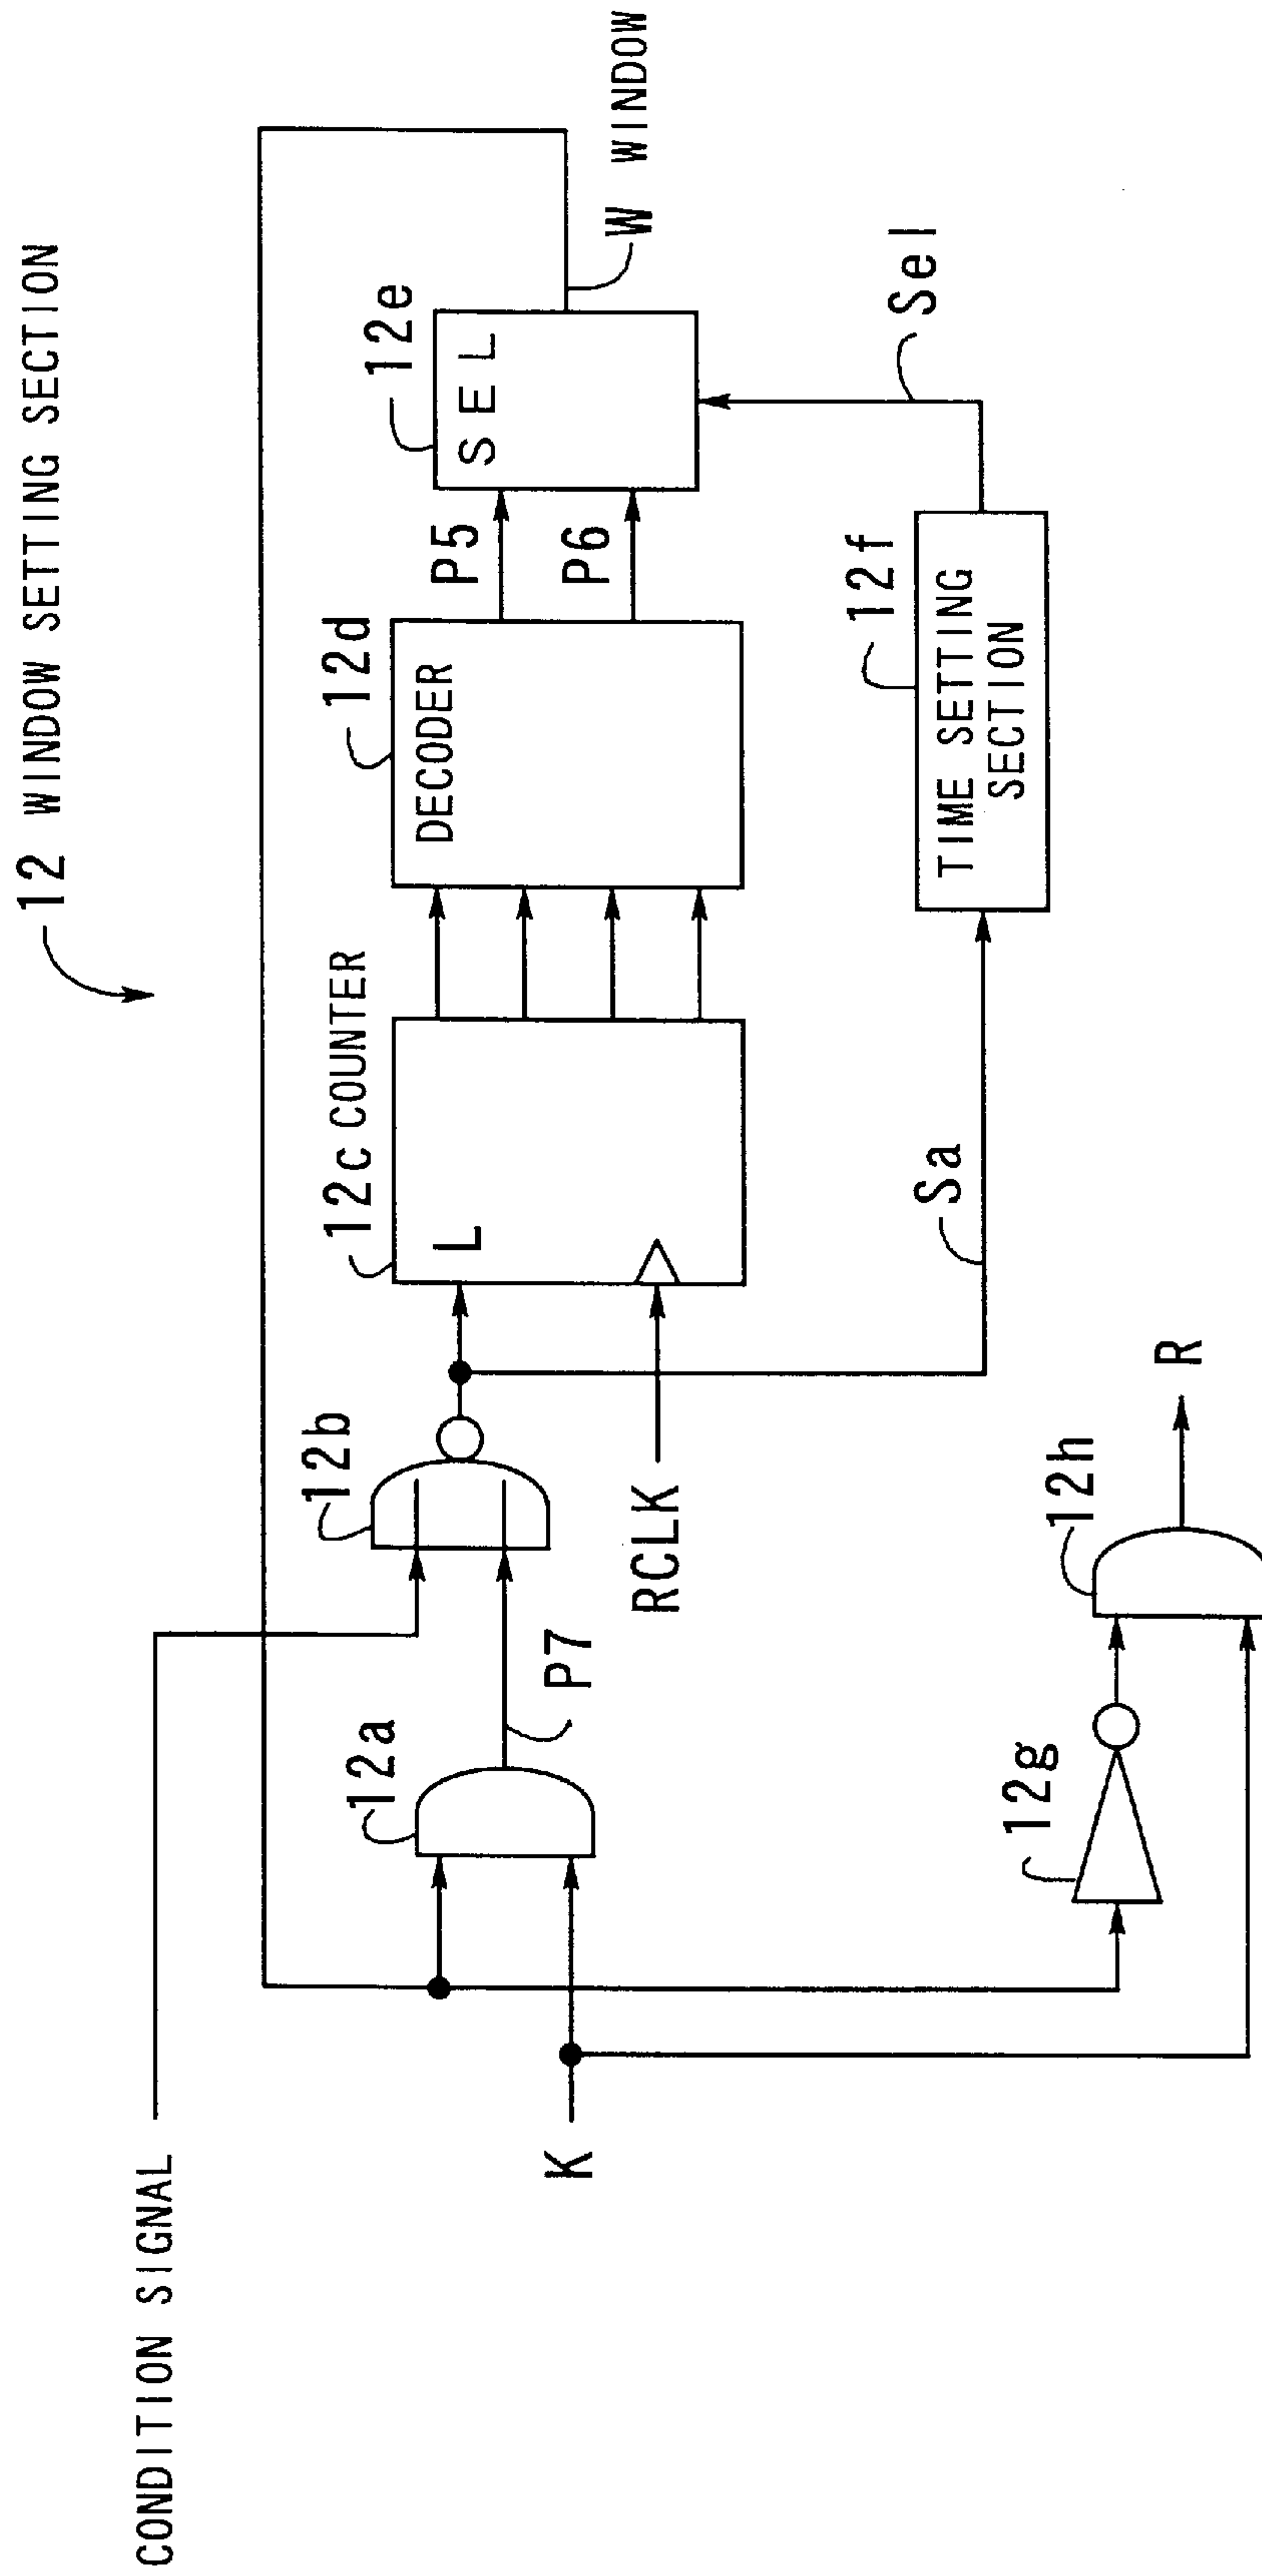 12 WINDOW SETTING SECTION
CONDITION SIGNAL
12a
P7
12b
12c COUNTER
L
12d
DECODER
P5
P6
12e
SEL
W WINDOW
K
RCLK
Sa
12f
TIME SETTING
SECTION
Sel
12g
12h
R